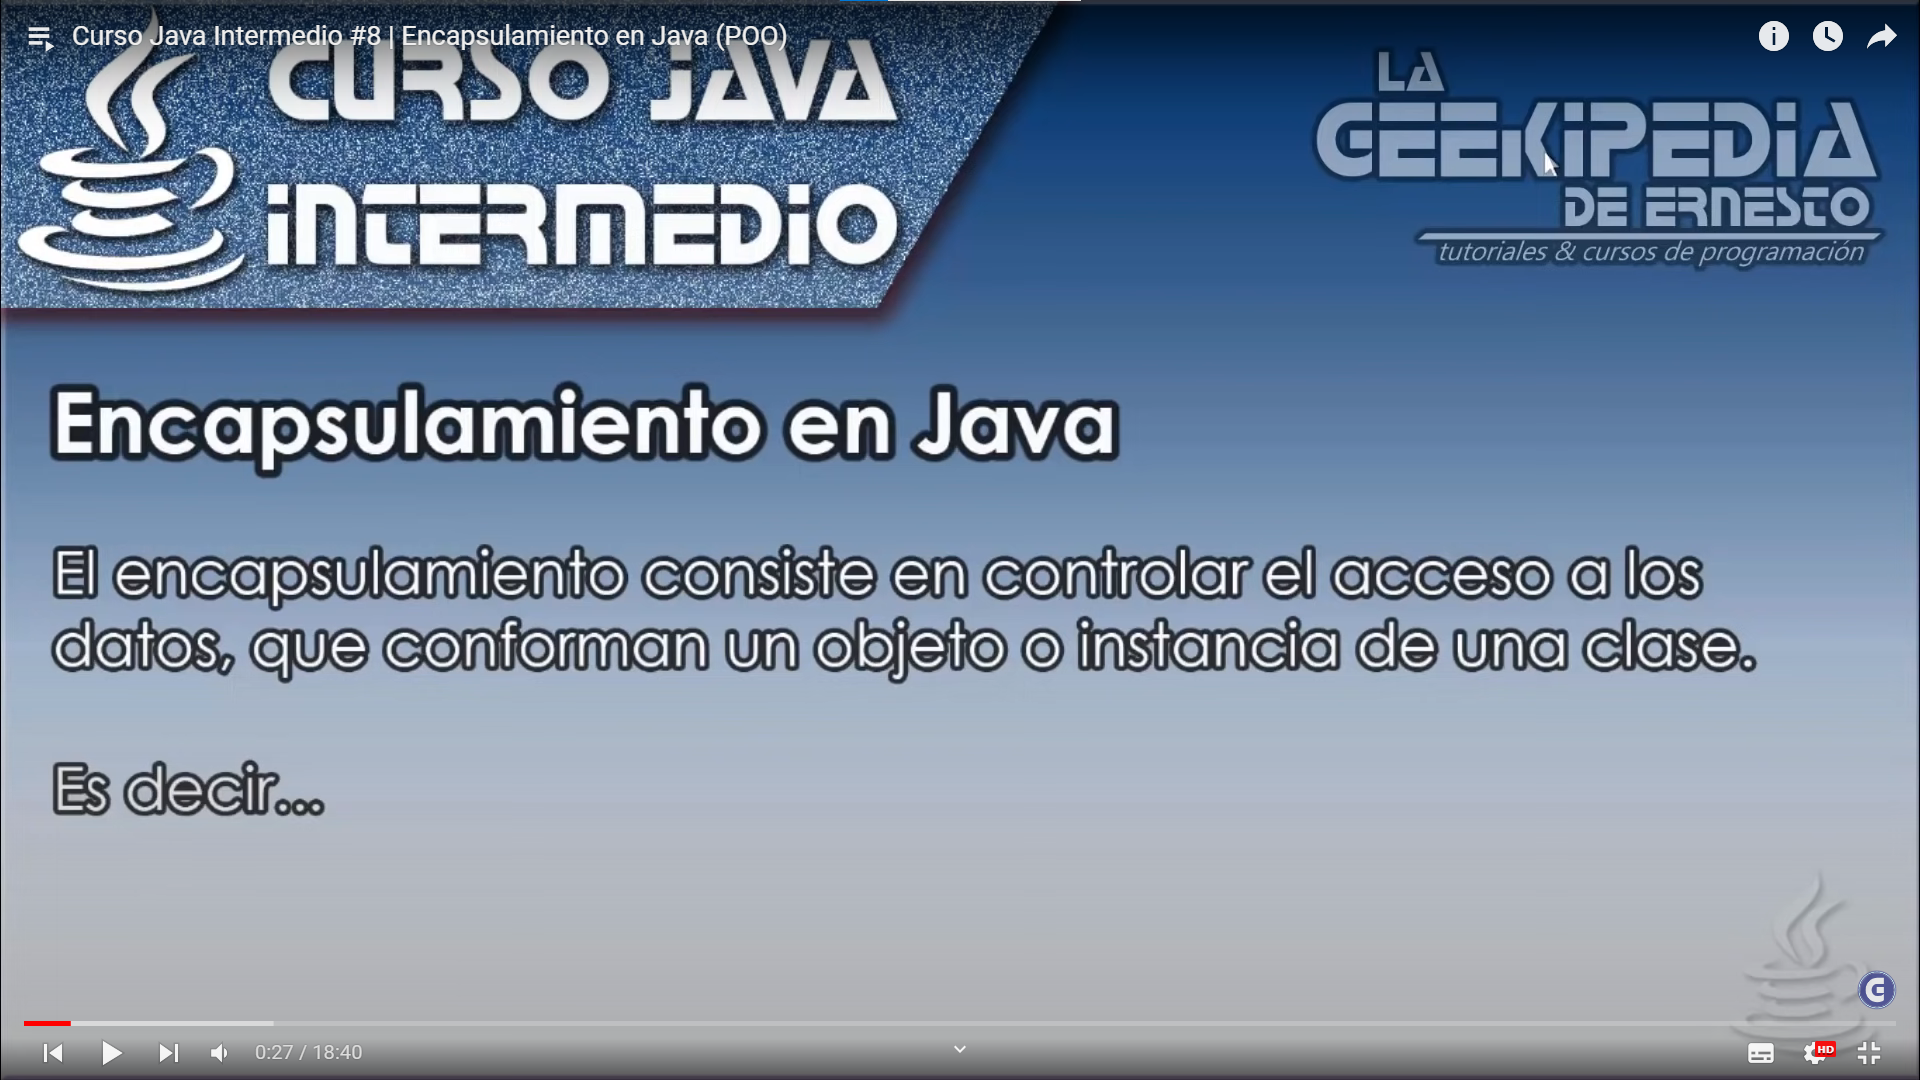 Curso Java Intermedio #8 | Encapsulamiento en Java (POO)
CURSO JAVA
INTERMEDIO
LA
GEEKIPEDIA
DE ERNESTO
tutoriales & cursos de programación
Encapsulamiento en Java
El encapsulamiento consiste en controlar el acceso a los
datos, que conforman un objeto o instancia de una clase.
Es decir...
G
0:27 / 18:40
HD